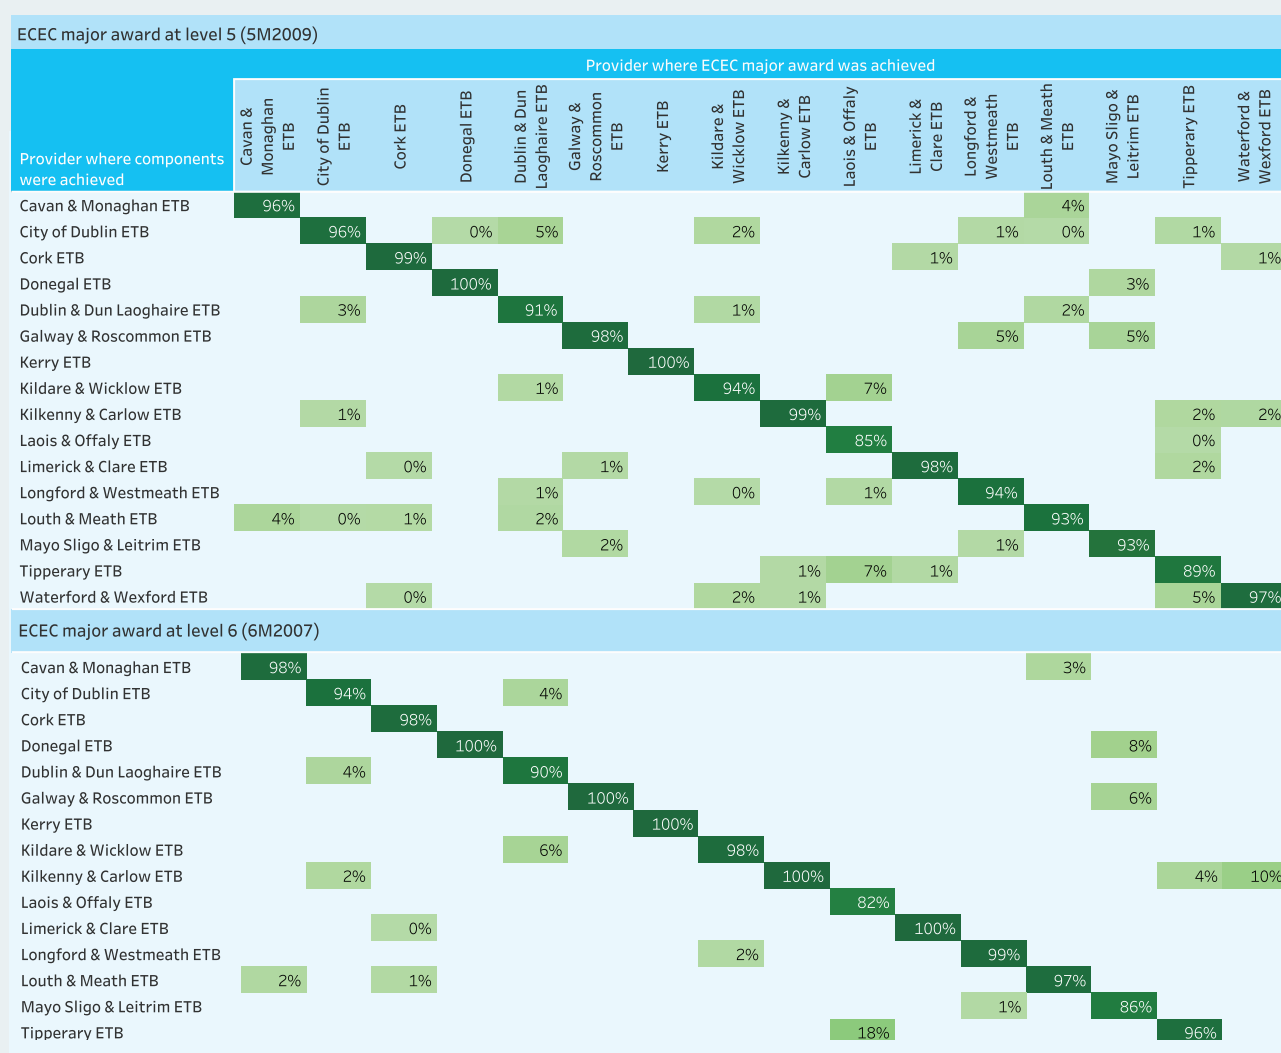 ECEC major award at level 5 (5M2009)
Provider where ECEC major award was achieved
Provider where components
were achieved
Cavan &
Monaghan
ETB
City of Dublin
ETB
Cork ETB
Donegal ETB
Dublin & Dun
Laoghaire ETB
Galway &
Roscommon
ETB
Kerry ETB
Kildare &
Wicklow ETB
Kilkenny &
Carlow ETB
Laois & Offaly
ETB
Limerick &
Clare ETB
Longford &
Westmeath
ETB
Louth & Meath
ETB
Mayo Sligo &
Leitrim ETB
Tipperary ETB
Waterford &
Wexford ETB
Cavan & Monaghan ETB 96% 4%
City of Dublin ETB 96% 0% 5% 2% 1% 0% 1%
Cork ETB 99% 1% 1%
Donegal ETB 100% 3%
Dublin & Dun Laoghaire ETB 3% 91% 1% 2%
Galway & Roscommon ETB 98% 5% 5%
Kerry ETB 100%
Kildare & Wicklow ETB 1% 94% 7%
Kilkenny & Carlow ETB 1% 99% 2% 2%
Laois & Offaly ETB 85% 0%
Limerick & Clare ETB 0% 1% 98% 2%
Longford & Westmeath ETB 1% 0% 1% 94%
Louth & Meath ETB 4% 0% 1% 2% 93%
Mayo Sligo & Leitrim ETB 2% 1% 93%
Tipperary ETB 1% 7% 1% 89%
Waterford & Wexford ETB 0% 2% 1% 5% 97%
ECEC major award at level 6 (6M2007)
Cavan & Monaghan ETB 98% 3%
City of Dublin ETB 94% 4%
Cork ETB 98%
Donegal ETB 100% 8%
Dublin & Dun Laoghaire ETB 4% 90%
Galway & Roscommon ETB 100% 6%
Kerry ETB 100%
Kildare & Wicklow ETB 6% 98%
Kilkenny & Carlow ETB 2% 100% 4% 10%
Laois & Offaly ETB 82%
Limerick & Clare ETB 0% 100%
Longford & Westmeath ETB 2% 99%
Louth & Meath ETB 2% 1% 97%
Mayo Sligo & Leitrim ETB 1% 86%
Tipperary ETB 18% 96%